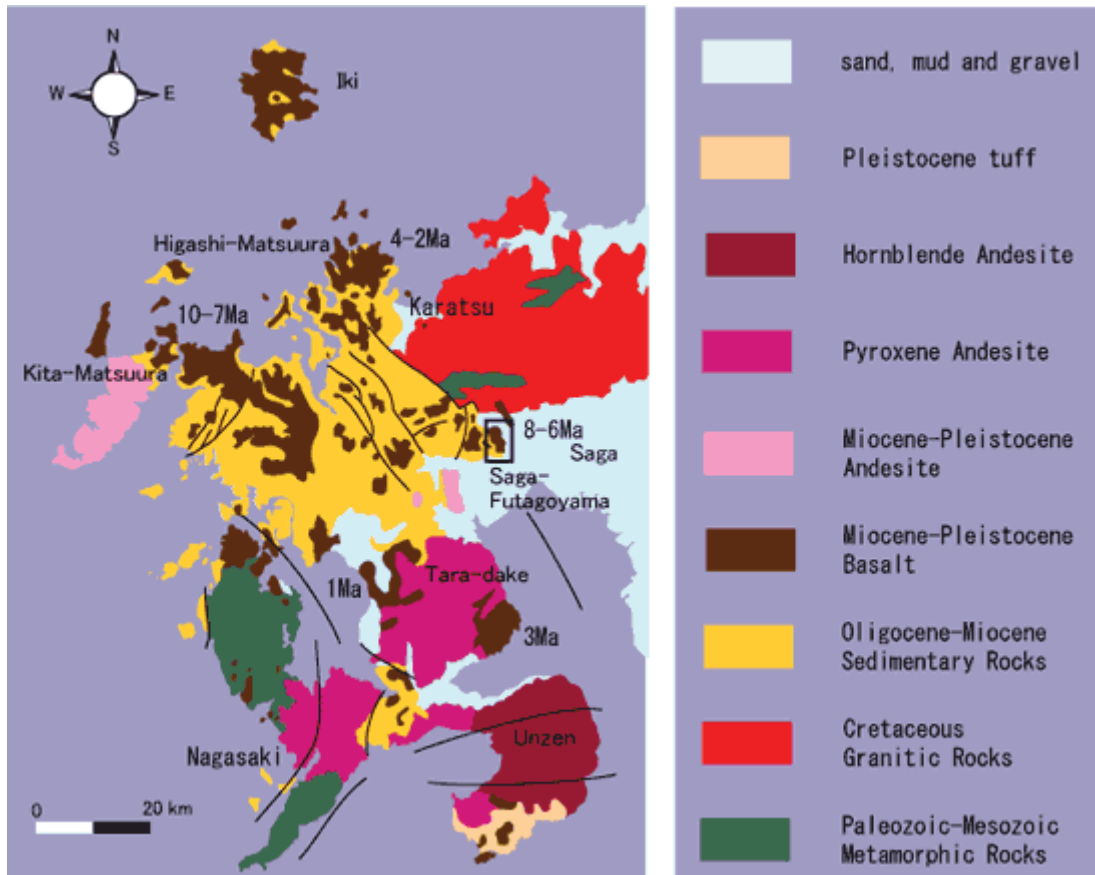 N
W E
S
Iki
Higashi-Matsuura
4-2Ma
Karatsu
10-7Ma
Kita-Matsuura
8-6Ma
Saga
Saga-
Futagoyama
1Ma
Tara-dake
3Ma
Nagasaki
Unzen
0 20 km
sand, mud and gravel
Pleistocene tuff
Hornblende Andesite
Pyroxene Andesite
Miocene-Pleistocene
Andesite
Miocene-Pleistocene
Basalt
Oligocene-Miocene
Sedimentary Rocks
Cretaceous
Granitic Rocks
Paleozoic-Mesozoic
Metamorphic Rocks